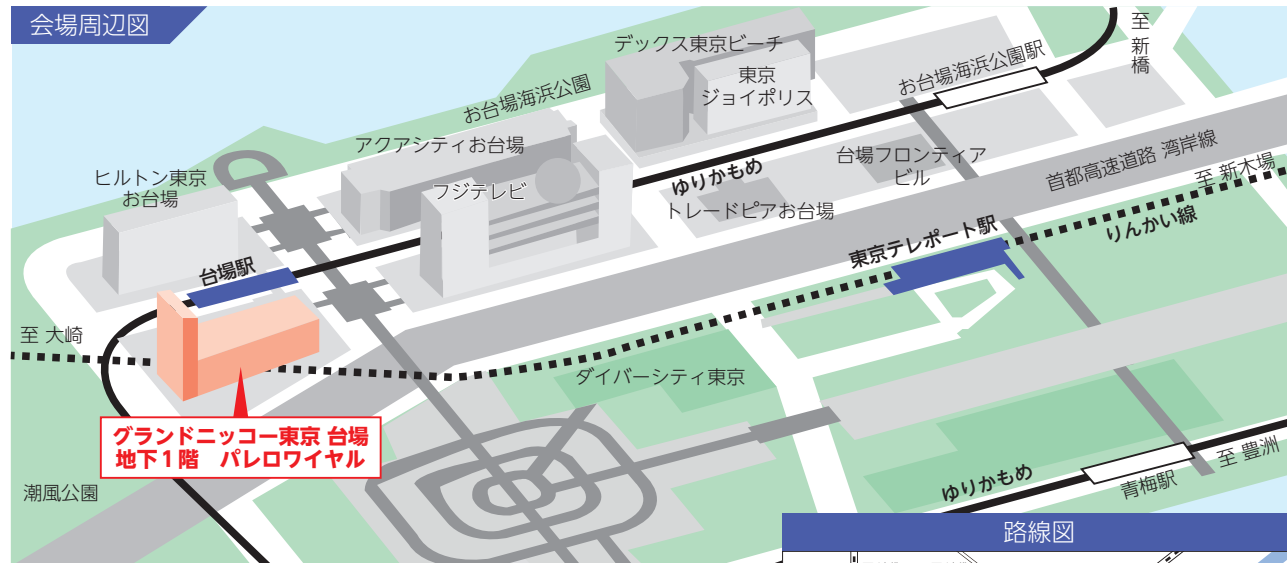 会場周辺図
至 新橋
デックス東京ビーチ
東京
ジョイポリス
お台場海浜公園駅
お台場海浜公園
アクアシティお台場
台場フロンティア
ビル
首都高速道路 湾岸線
ヒルトン東京
お台場
フジテレビ
ゆりかもめ
トレードピアお台場
至 新木場
りんかい線
東京テレポート駅
台場駅
至 大崎
ダイバーシティ東京
グランドニッコー東京 台場
地下1階 パレロワイヤル
潮風公園
ゆりかもめ
青梅駅
至 豊洲
路線図